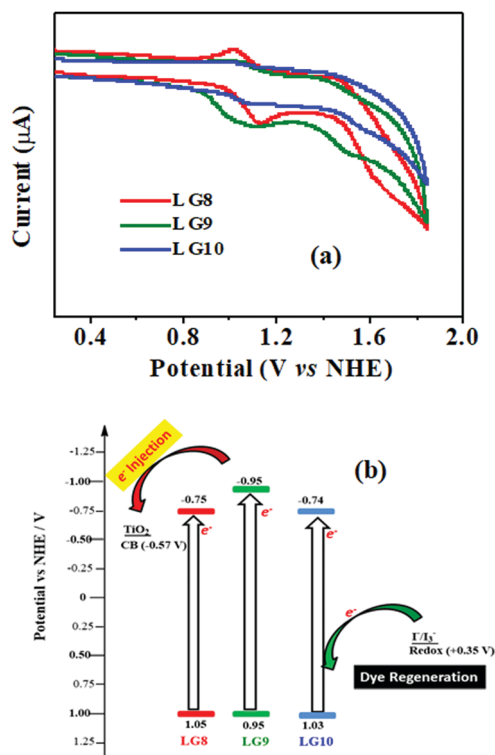 (a)
Current (µA)
L G8
L G9
L G10
(a)
0.4 0.8 1.2 1.6 2.0
Potential (V vs NHE)
(b)
Potential vs NHE / V
-1.25
-1.00
-0.75
-0.50
-0.25
0
0.25
0.50
0.75
1.00
1.25
e- Injection
TiO2
CB (-0.57 V)
-0.75
-0.95
-0.74
e-
e-
e-
e-
I-/I3-
Redox (+0.35 V)
Dye Regeneration
1.05 0.95 1.03
LG8 LG9 LG10